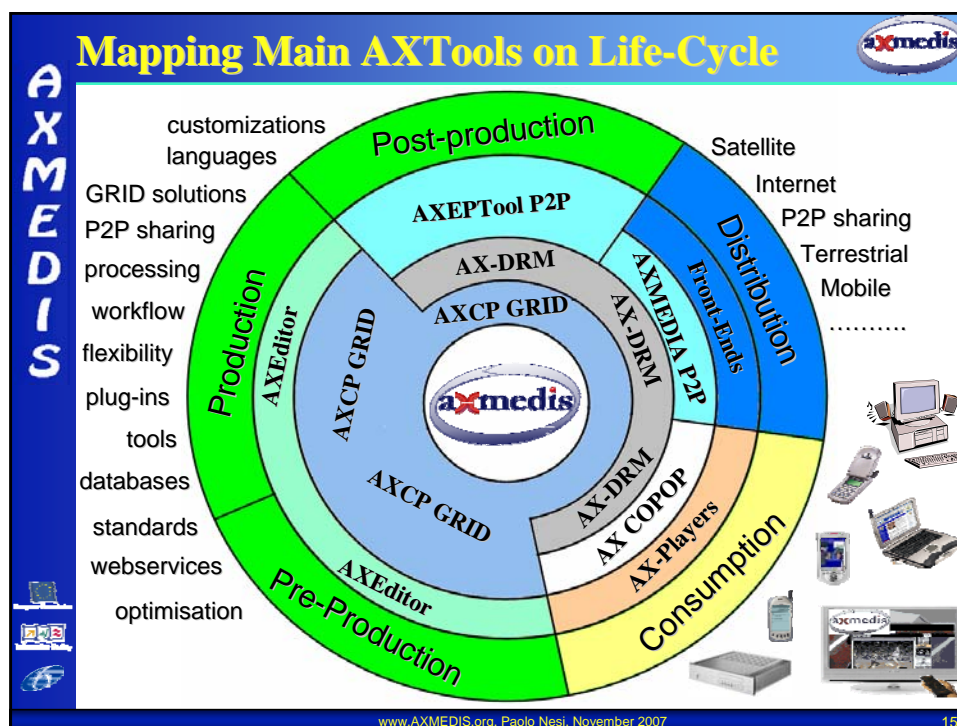 Mapping Main AXTools on Life-Cycle
axmedis
AXMEDIS
customizations
languages
GRID solutions
P2P sharing
processing
workflow
flexibility
plug-ins
tools
databases
standards
webservices
optimisation
Post-production
Production
Pre-Production
Distribution
Consumption
AXEPTool P2P
AX-DRM
AXCP GRID
AXEditor
AXCP GRID
AXCP GRID
AXEditor
AX-DRM
AXMEDIA P2P
Front-Ends
AX-DRM
AX COPOP
AX-Players
axmedis
Satellite
Internet
P2P sharing
Terrestrial
Mobile
..........
axmedis
www.AXMEDIS.org, Paolo Nesi, November 2007
15